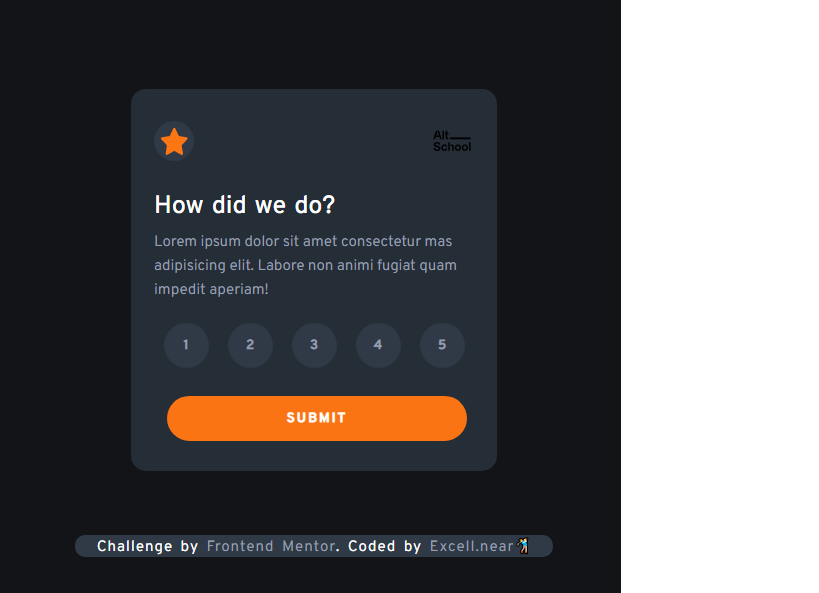 Alt
School
How did we do?
Lorem ipsum dolor sit amet consectetur mas
adipisicing elit. Labore non animi fugiat quam
impedit aperiam!
1 2 3 4 5
SUBMIT
Challenge by Frontend Mentor. Coded by Excell.near